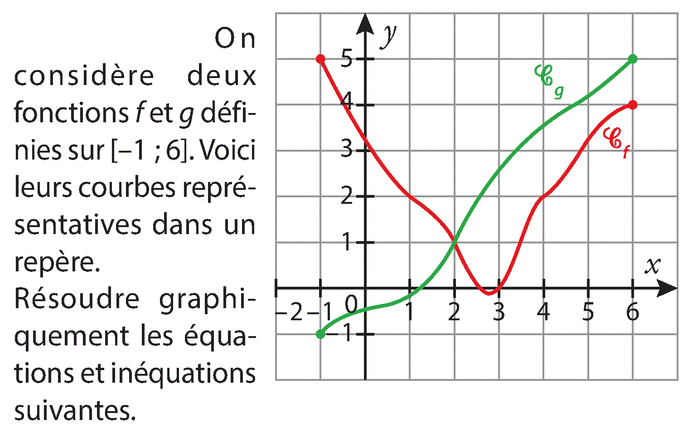 On
considère deux
fonctions f et g défi-
nies sur [–1 ; 6]. Voici
leurs courbes repré-
sentatives dans un
repère.
Résoudre graphi-
quement les équa-
tions et inéquations
suivantes.
y
5
𝒞g
4
𝒞f
3
2
1
x
–2 –1 0 1 2 3 4 5 6
–1